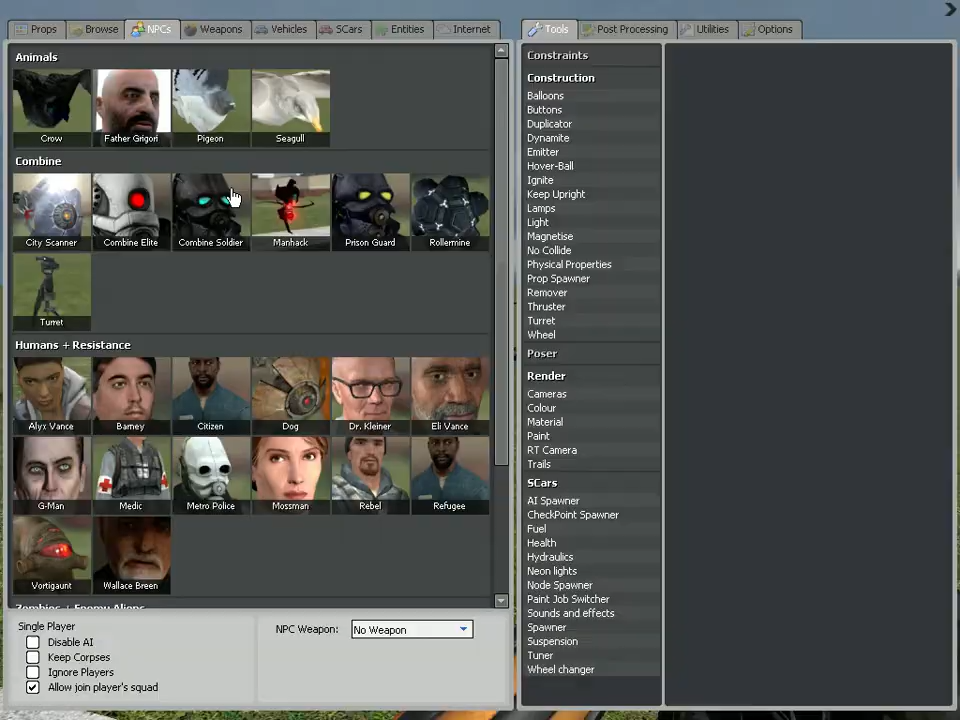 Props Browse NPCs Weapons Vehicles SCars Entities Internet
Tools Post Processing Utilities Options
Animals
Crow Father Grigori Pigeon Seagull
Combine
City Scanner Combine Elite Combine Soldier Manhack Prison Guard Rollermine
Turret
Humans + Resistance
Alyx Vance Barney Citizen Dog Dr. Kleiner Eli Vance
G-Man Medic Metro Police Mossman Rebel Refugee
Vortigaunt Wallace Breen
Zombies + Enemy Aliens
Single Player
Disable AI
Keep Corpses
Ignore Players
Allow join player's squad
NPC Weapon: No Weapon
Constraints
Construction
Balloons
Buttons
Duplicator
Dynamite
Emitter
Hover-Ball
Ignite
Keep Upright
Lamps
Light
Magnetise
No Collide
Physical Properties
Prop Spawner
Remover
Thruster
Turret
Wheel
Poser
Render
Cameras
Colour
Material
Paint
RT Camera
Trails
SCars
AI Spawner
CheckPoint Spawner
Fuel
Health
Hydraulics
Neon lights
Node Spawner
Paint Job Switcher
Sounds and effects
Spawner
Suspension
Tuner
Wheel changer